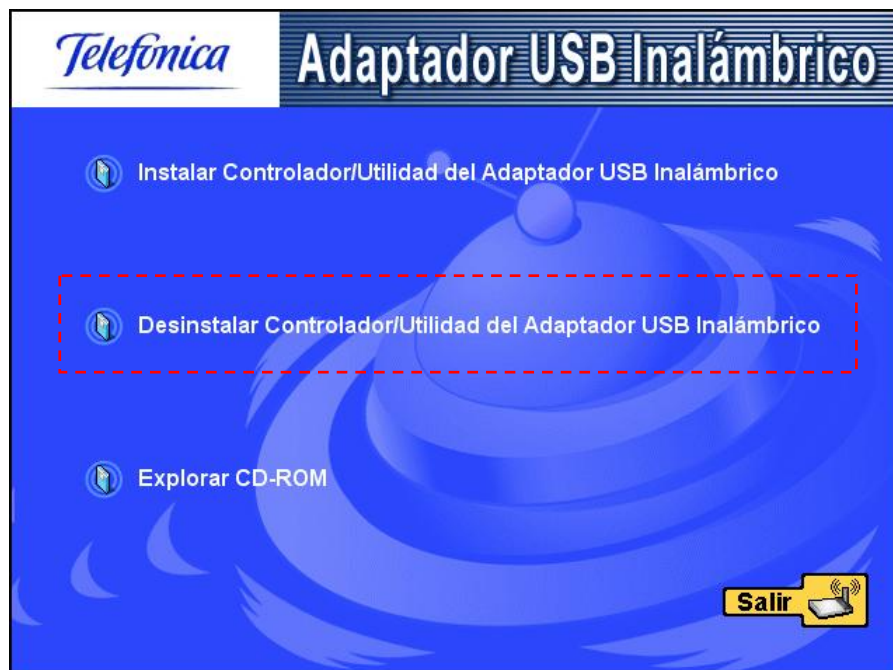 Telefónica
Adaptador USB Inalámbrico
Instalar Controlador/Utilidad del Adaptador USB Inalámbrico
Desinstalar Controlador/Utilidad del Adaptador USB Inalámbrico
Explorar CD-ROM
Salir